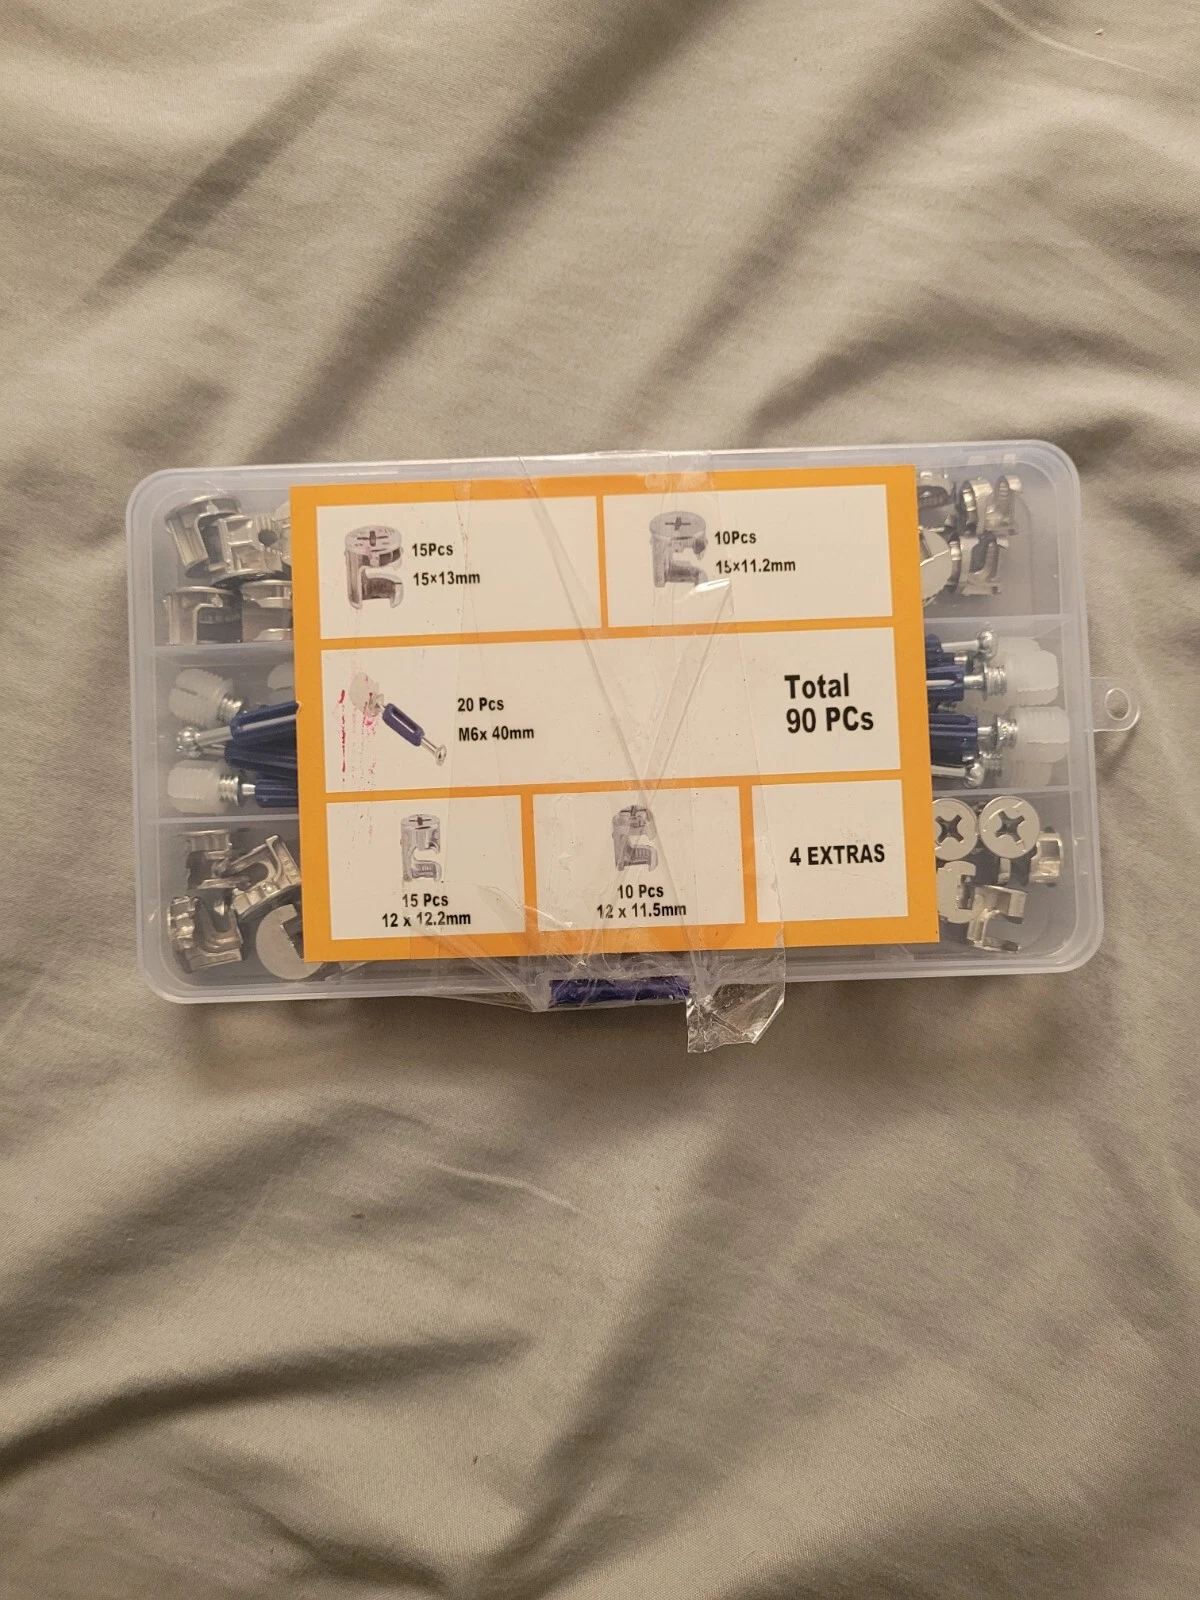 15Pcs
15×13mm
10Pcs
15×11.2mm
20 Pcs
M6x 40mm
Total
90 PCs
15 Pcs
12 x 12.2mm
10 Pcs
12 x 11.5mm
4 EXTRAS